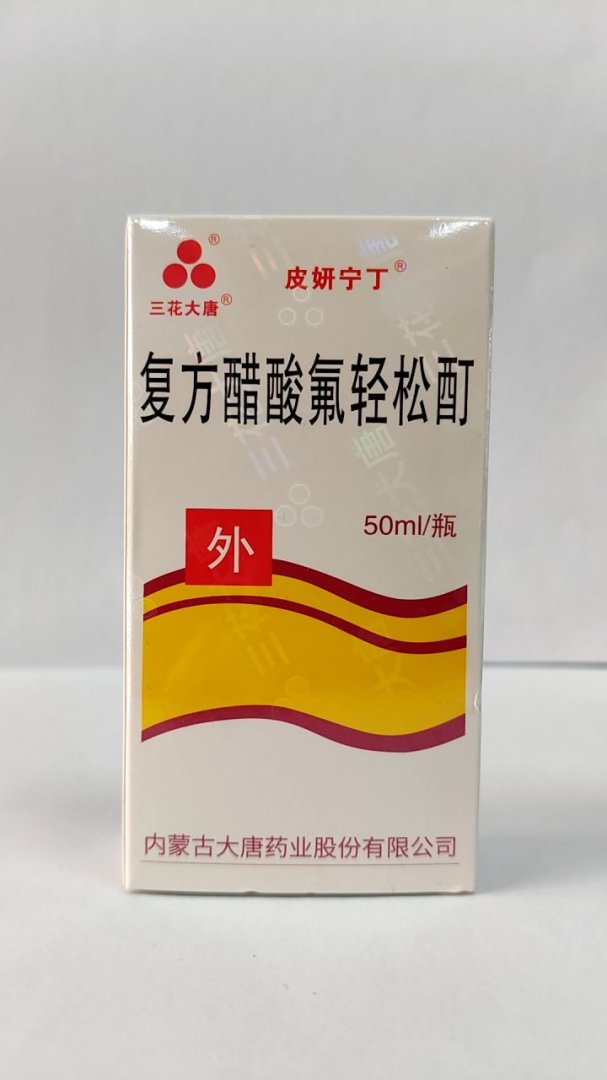 三花大唐®
皮妍宁丁®
复方醋酸氟轻松酊
50ml/瓶
外
内蒙古大唐药业股份有限公司